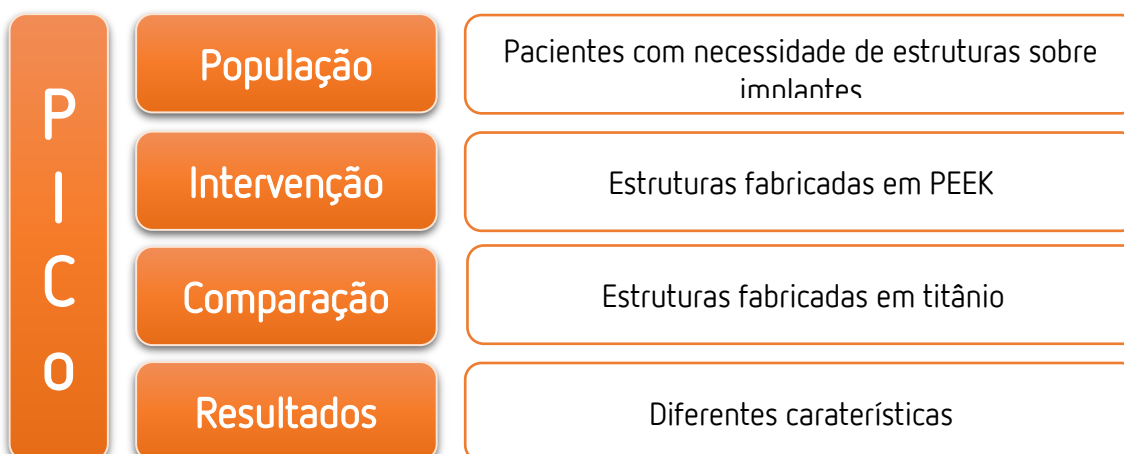 P
I
C
o
População
Pacientes com necessidade de estruturas sobre
implantes
Intervenção
Estruturas fabricadas em PEEK
Comparação
Estruturas fabricadas em titânio
Resultados
Diferentes caraterísticas